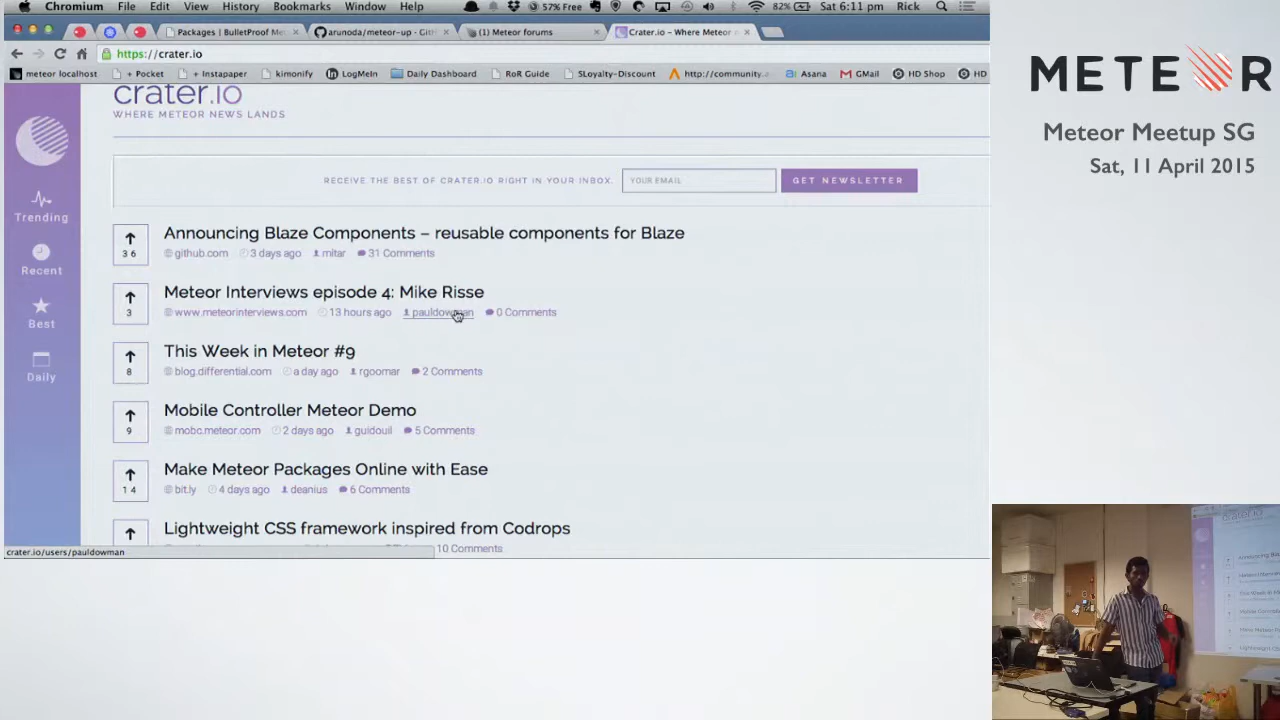 Chromium File Edit View History Bookmarks Window Help 57% Free 82% Sat 6:11 pm Rick
Packages | BulletProof Me × arunoda/meteor-up · Git × (1) Meteor forums × Crater.io – Where Meteor ×
https://crater.io
meteor localhost + Pocket + Instapaper kimonify LogMeIn Daily Dashboard RoR Guide SLoyalty-Discount http://community. Asana GMail HD Shop HD
crater.io
WHERE METEOR NEWS LANDS
RECEIVE THE BEST OF CRATER.IO RIGHT IN YOUR INBOX. YOUR EMAIL GET NEWSLETTER
Trending
Recent
Best
Daily
Announcing Blaze Components – reusable components for Blaze
36 github.com 3 days ago mitar 31 Comments
Meteor Interviews episode 4: Mike Risse
3 www.meteorinterviews.com 13 hours ago pauldowman 0 Comments
This Week in Meteor #9
8 blog.differential.com a day ago rgoomar 2 Comments
Mobile Controller Meteor Demo
9 mobc.meteor.com 2 days ago guidouil 5 Comments
Make Meteor Packages Online with Ease
14 bit.ly 4 days ago deanius 6 Comments
Lightweight CSS framework inspired from Codrops
10 Comments
crater.io/users/pauldowman
METEOR
Meteor Meetup SG
Sat, 11 April 2015